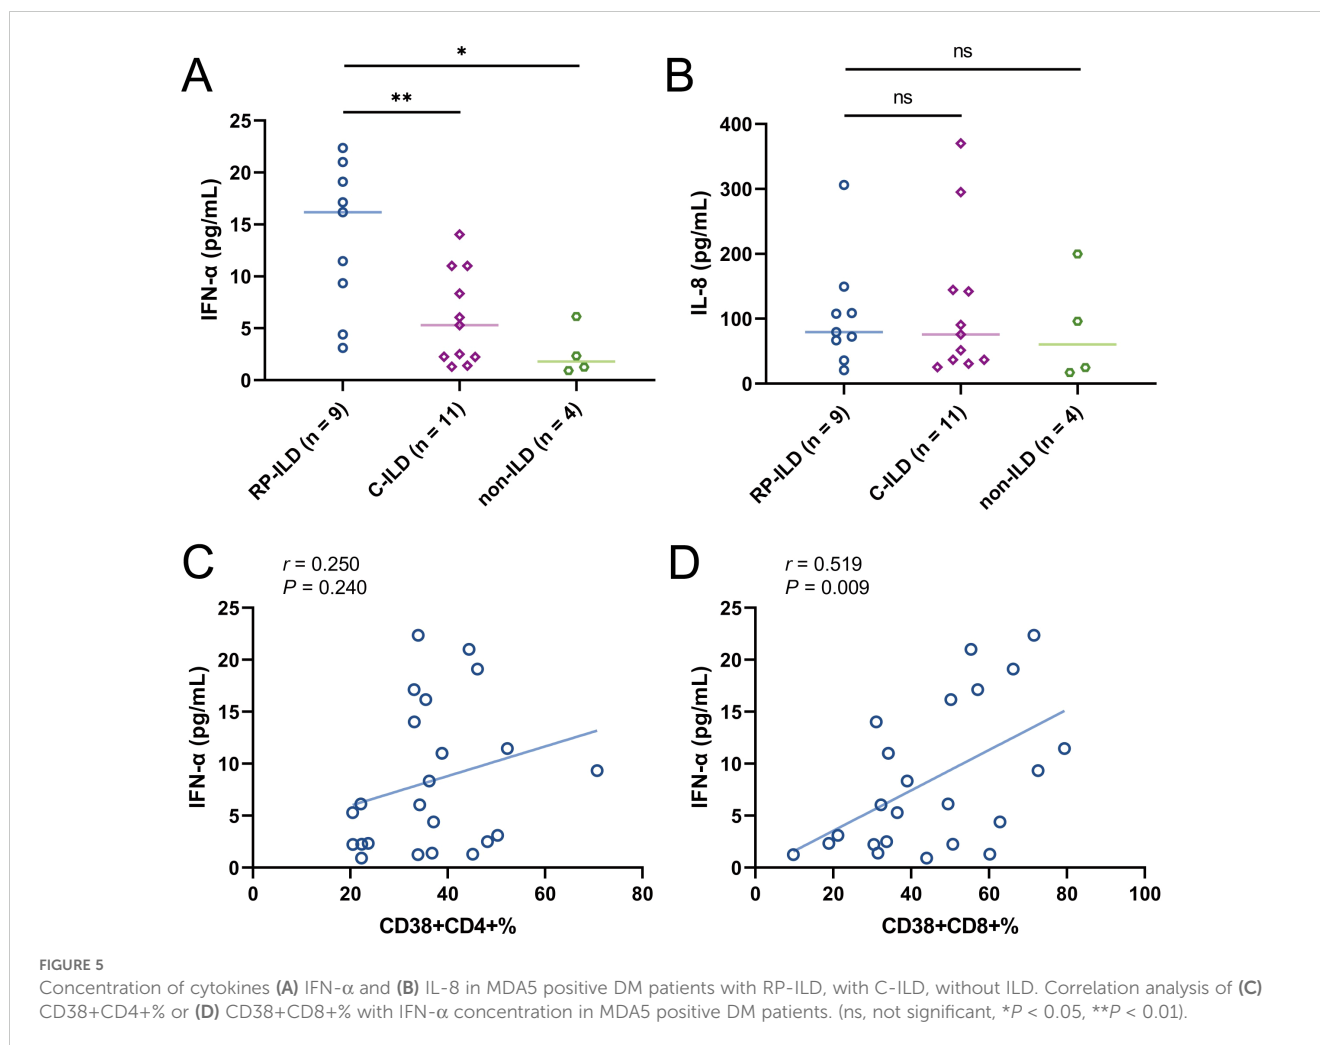 A
*
**
25
20
15
10
5
0
IFN-α (pg/mL)
RP-ILD (n = 9)
C-ILD (n = 11)
non-ILD (n = 4)
B
ns
ns
400
300
200
100
0
IL-8 (pg/mL)
RP-ILD (n = 9)
C-ILD (n = 11)
non-ILD (n = 4)
C
r = 0.250
P = 0.240
25
20
15
10
5
0
IFN-α (pg/mL)
0 20 40 60 80
CD38+CD4+%
D
r = 0.519
P = 0.009
25
20
15
10
5
0
IFN-α (pg/mL)
0 20 40 60 80 100
CD38+CD8+%
FIGURE 5
Concentration of cytokines (A) IFN-α and (B) IL-8 in MDA5 positive DM patients with RP-ILD, with C-ILD, without ILD. Correlation analysis of (C)
CD38+CD4+% or (D) CD38+CD8+% with IFN-α concentration in MDA5 positive DM patients. (ns, not significant, *P < 0.05, **P < 0.01).